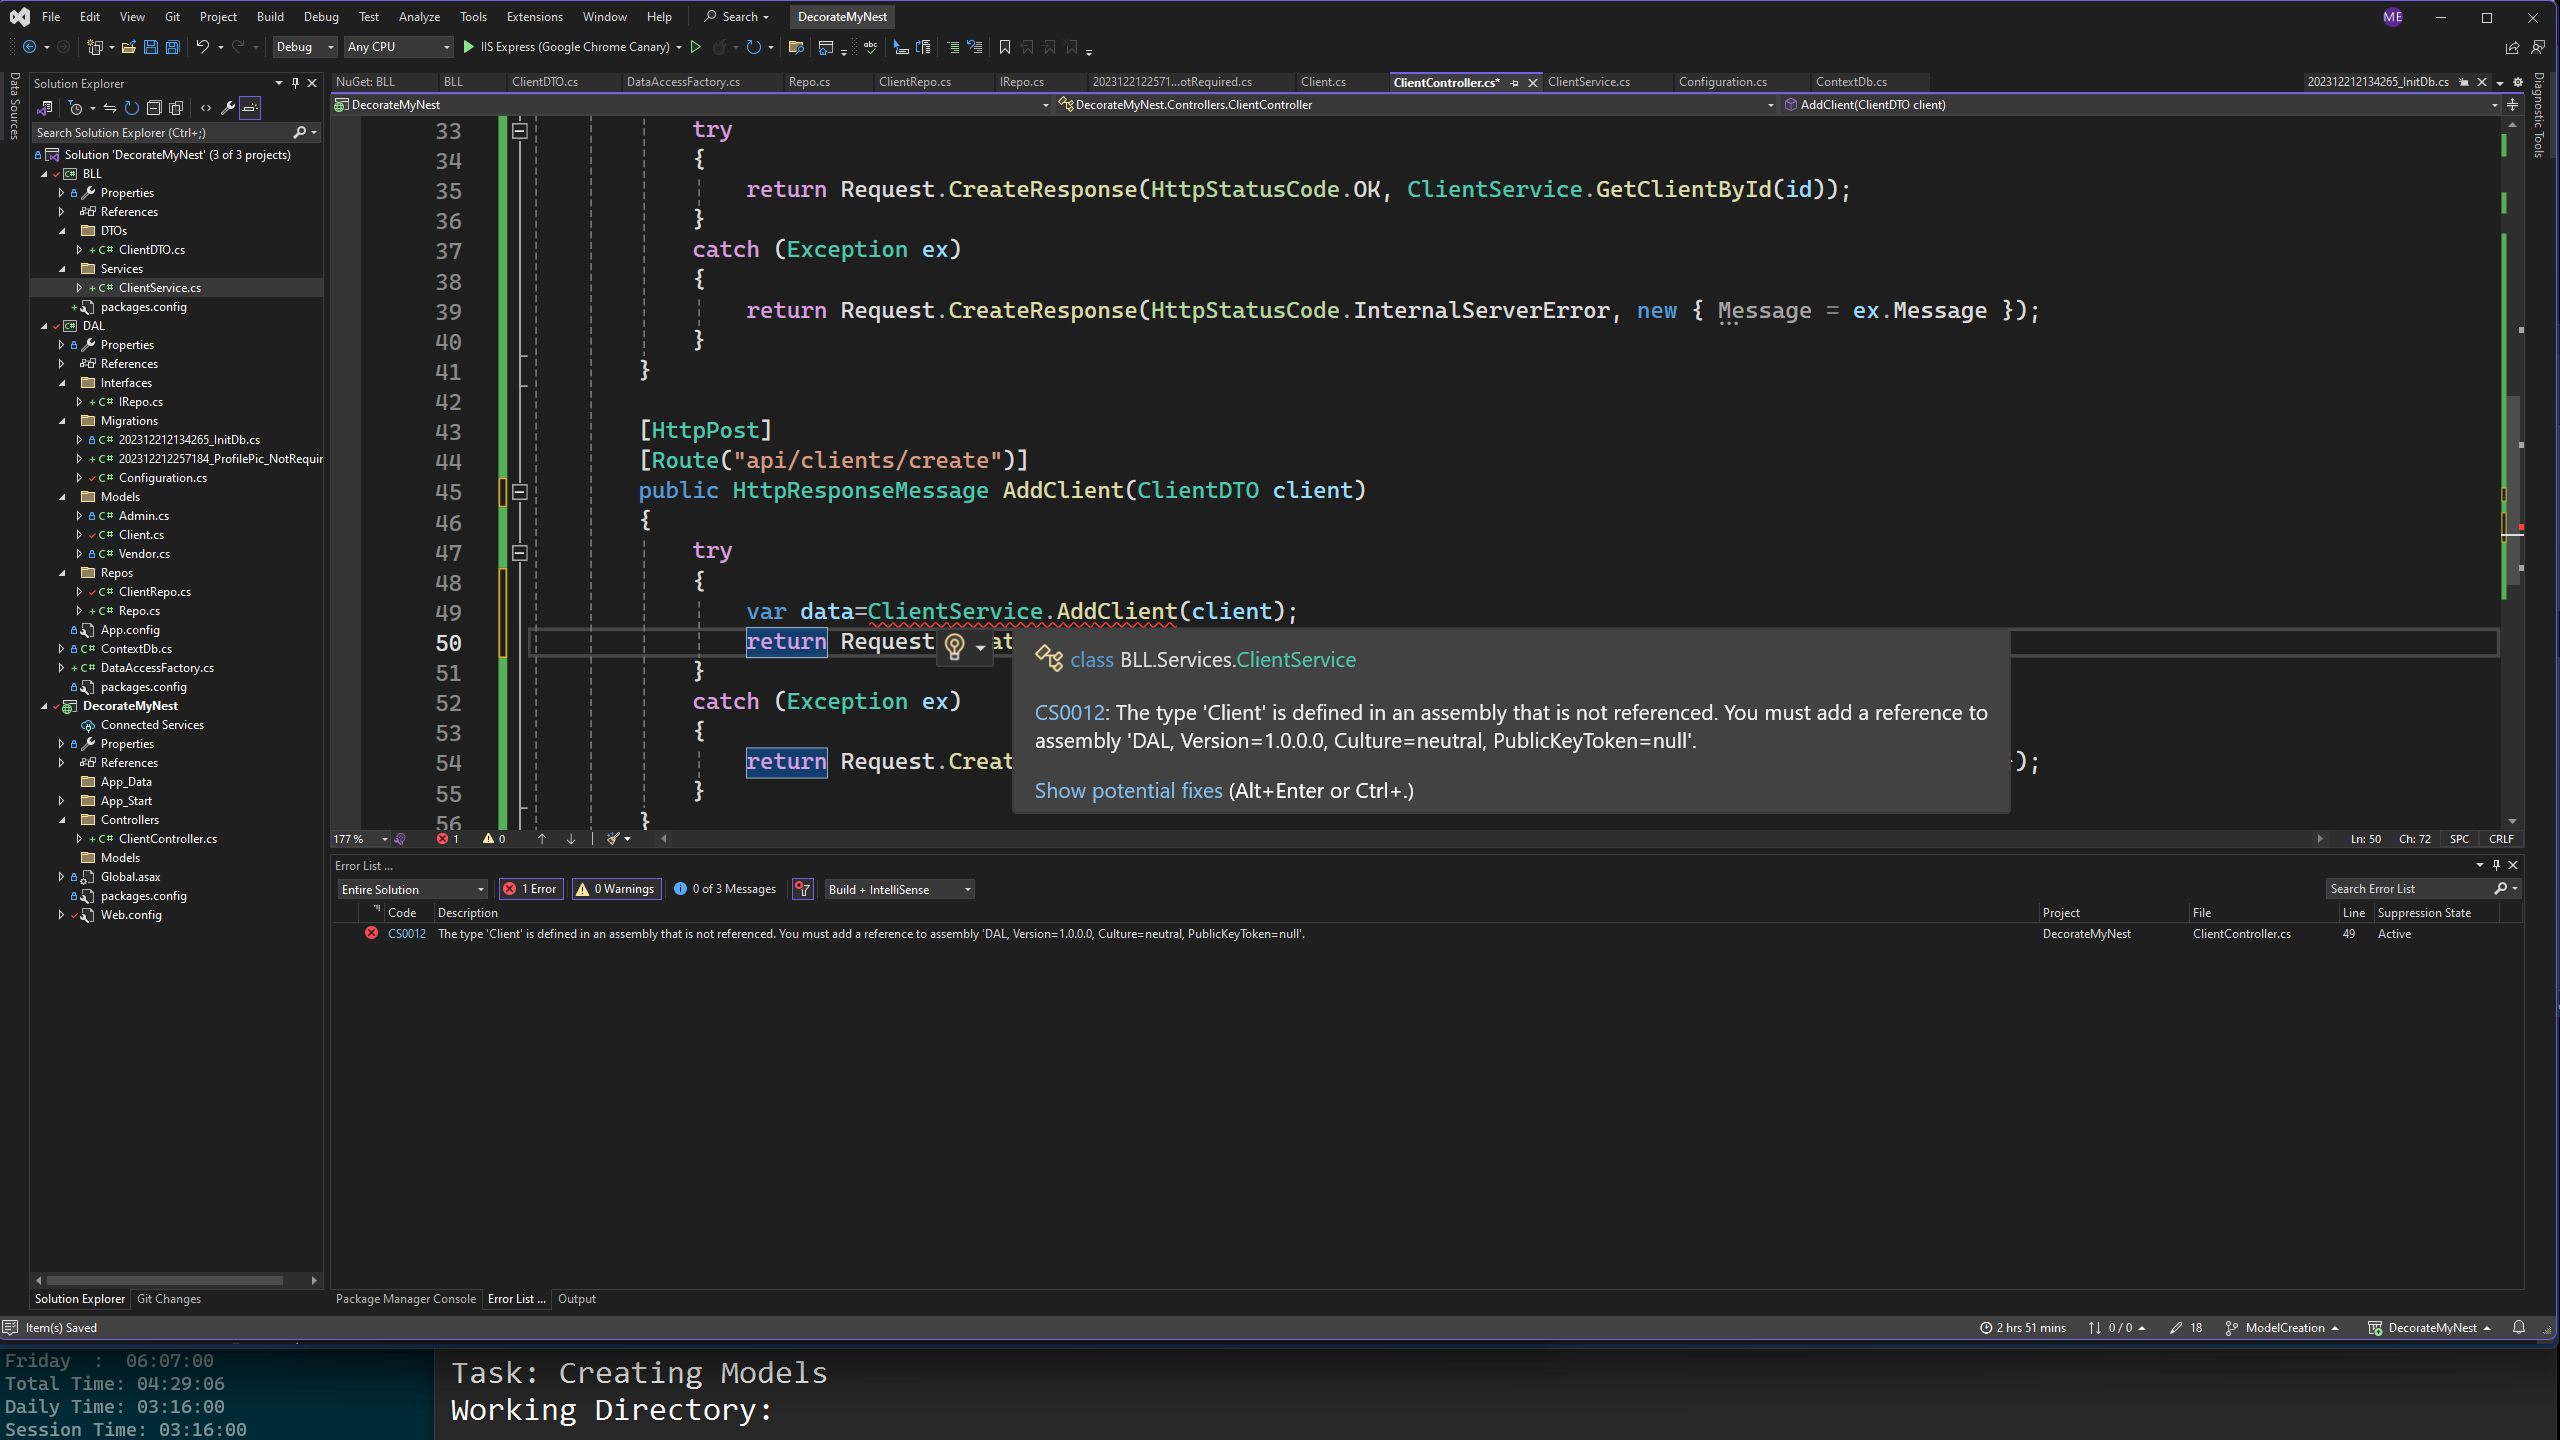 File Edit View Git Project Build Debug Test Analyze Tools Extensions Window Help Search DecorateMyNest ME
Debug Any CPU IIS Express (Google Chrome Canary)
Data Sources
Solution Explorer
Search Solution Explorer (Ctrl+;)
Solution 'DecorateMyNest' (3 of 3 projects)
BLL
Properties
References
DTOs
C# ClientDTO.cs
Services
C# ClientService.cs
packages.config
DAL
Properties
References
Interfaces
C# IRepo.cs
Migrations
C# 202312212134265_InitDb.cs
C# 202312212257184_ProfilePic_NotRequir
C# Configuration.cs
Models
C# Admin.cs
C# Client.cs
C# Vendor.cs
Repos
C# ClientRepo.cs
C# Repo.cs
App.config
C# ContextDb.cs
C# DataAccessFactory.cs
packages.config
DecorateMyNest
Connected Services
Properties
References
App_Data
App_Start
Controllers
C# ClientController.cs
Models
Global.asax
packages.config
Web.config
Solution Explorer Git Changes
NuGet: BLL BLL ClientDTO.cs DataAccessFactory.cs Repo.cs ClientRepo.cs IRepo.cs 2023122122571...otRequired.cs Client.cs ClientController.cs* ClientService.cs Configuration.cs ContextDb.cs 202312212134265_InitDb.cs
DecorateMyNest DecorateMyNest.Controllers.ClientController AddClient(ClientDTO client)
Diagnostic Tools
33 try
34 {
35 return Request.CreateResponse(HttpStatusCode.OK, ClientService.GetClientById(id));
36 }
37 catch (Exception ex)
38 {
39 return Request.CreateResponse(HttpStatusCode.InternalServerError, new { Message = ex.Message });
40 }
41 }
42
43 [HttpPost]
44 [Route("api/clients/create")]
45 public HttpResponseMessage AddClient(ClientDTO client)
46 {
47 try
48 {
49 var data=ClientService.AddClient(client);
50 return Request
51 }
52 catch (Exception ex)
53 {
54 return Request.Creat });
55 }
56 }
class BLL.Services.ClientService
CS0012: The type 'Client' is defined in an assembly that is not referenced. You must add a reference to
assembly 'DAL, Version=1.0.0.0, Culture=neutral, PublicKeyToken=null'.
Show potential fixes (Alt+Enter or Ctrl+.)
177 % 1 0 Ln: 50 Ch: 72 SPC CRLF
Error List ...
Entire Solution 1 Error 0 Warnings 0 of 3 Messages Build + IntelliSense Search Error List
Code Description Project File Line Suppression State
CS0012 The type 'Client' is defined in an assembly that is not referenced. You must add a reference to assembly 'DAL, Version=1.0.0.0, Culture=neutral, PublicKeyToken=null'. DecorateMyNest ClientController.cs 49 Active
Package Manager Console Error List ... Output
Item(s) Saved 2 hrs 51 mins 0 / 0 18 ModelCreation DecorateMyNest
Friday : 06:07:00
Total Time: 04:29:06
Daily Time: 03:16:00
Session Time: 03:16:00
Task: Creating Models
Working Directory: